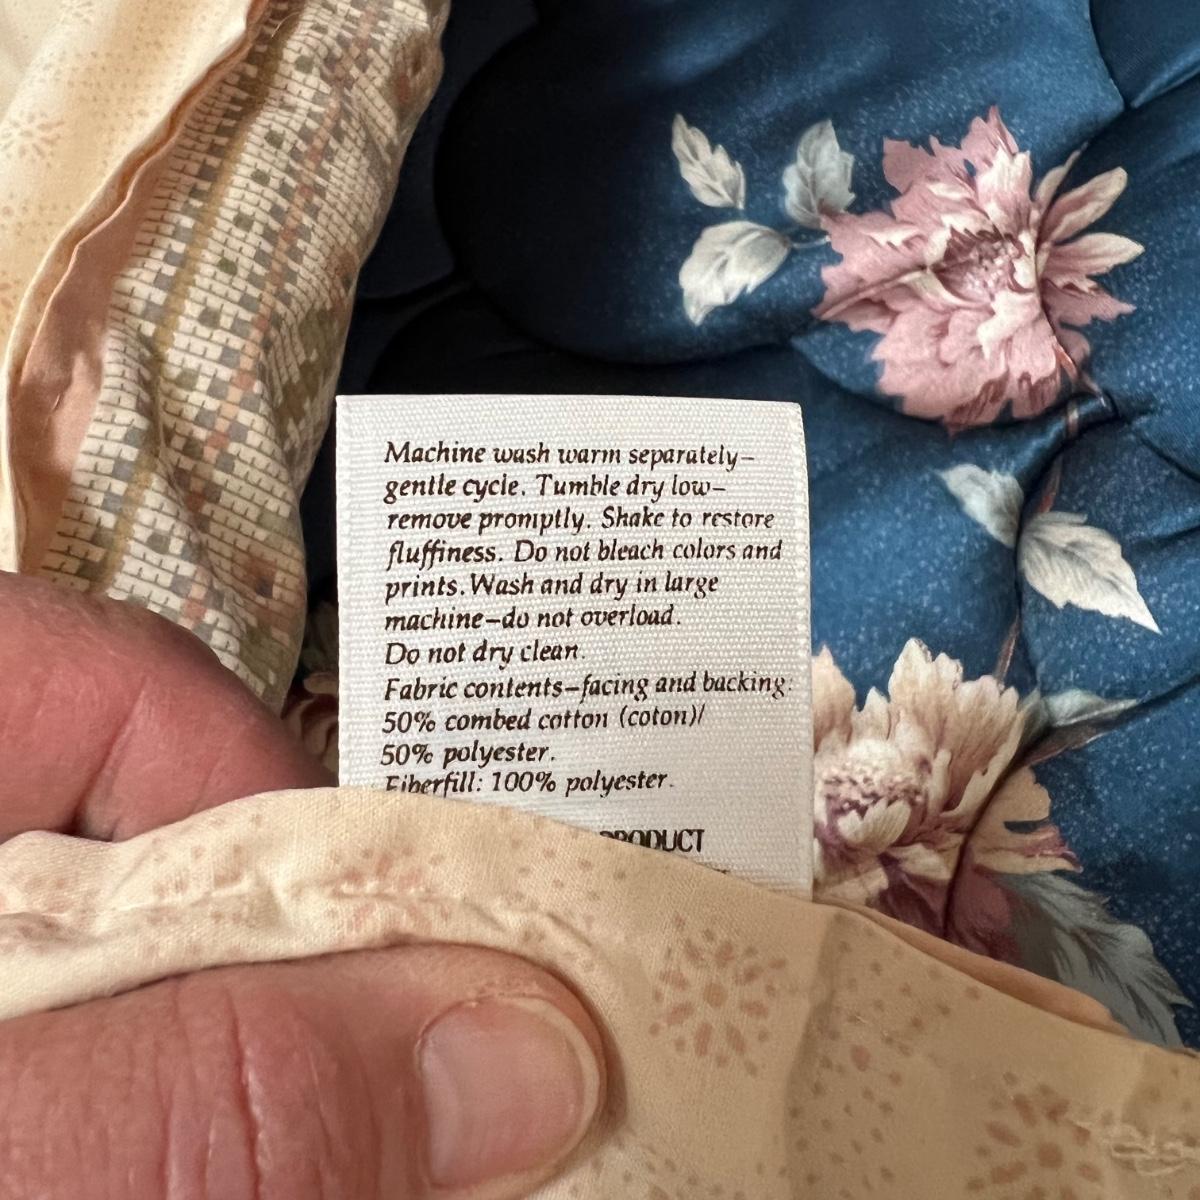 Machine wash warm separately–
gentle cycle. Tumble dry low–
remove promptly. Shake to restore
fluffiness. Do not bleach colors and
prints. Wash and dry in large
machine–do not overload.
Do not dry clean.
Fabric contents–facing and backing:
50% combed cotton (coton)/
50% polyester.
Fiberfill: 100% polyester.
PRODUCT